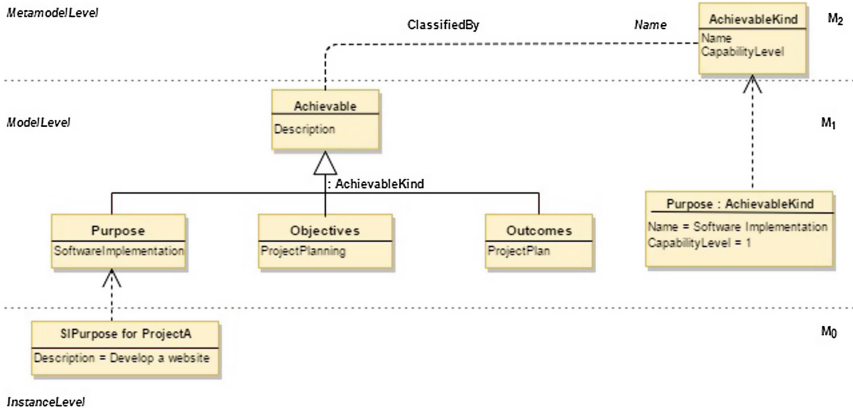 MetamodelLevel
ClassifiedBy
Name
AchievableKind
M2
Name
CapabilityLevel
Achievable
ModelLevel
M1
Description
: AchievableKind
Purpose : AchievableKind
Purpose
Objectives
Outcomes
Name = Software Implementation
SoftwareImplementation
ProjectPlanning
ProjectPlan
CapabilityLevel = 1
SIPurpose for ProjectA
M0
Description = Develop a website
InstanceLevel